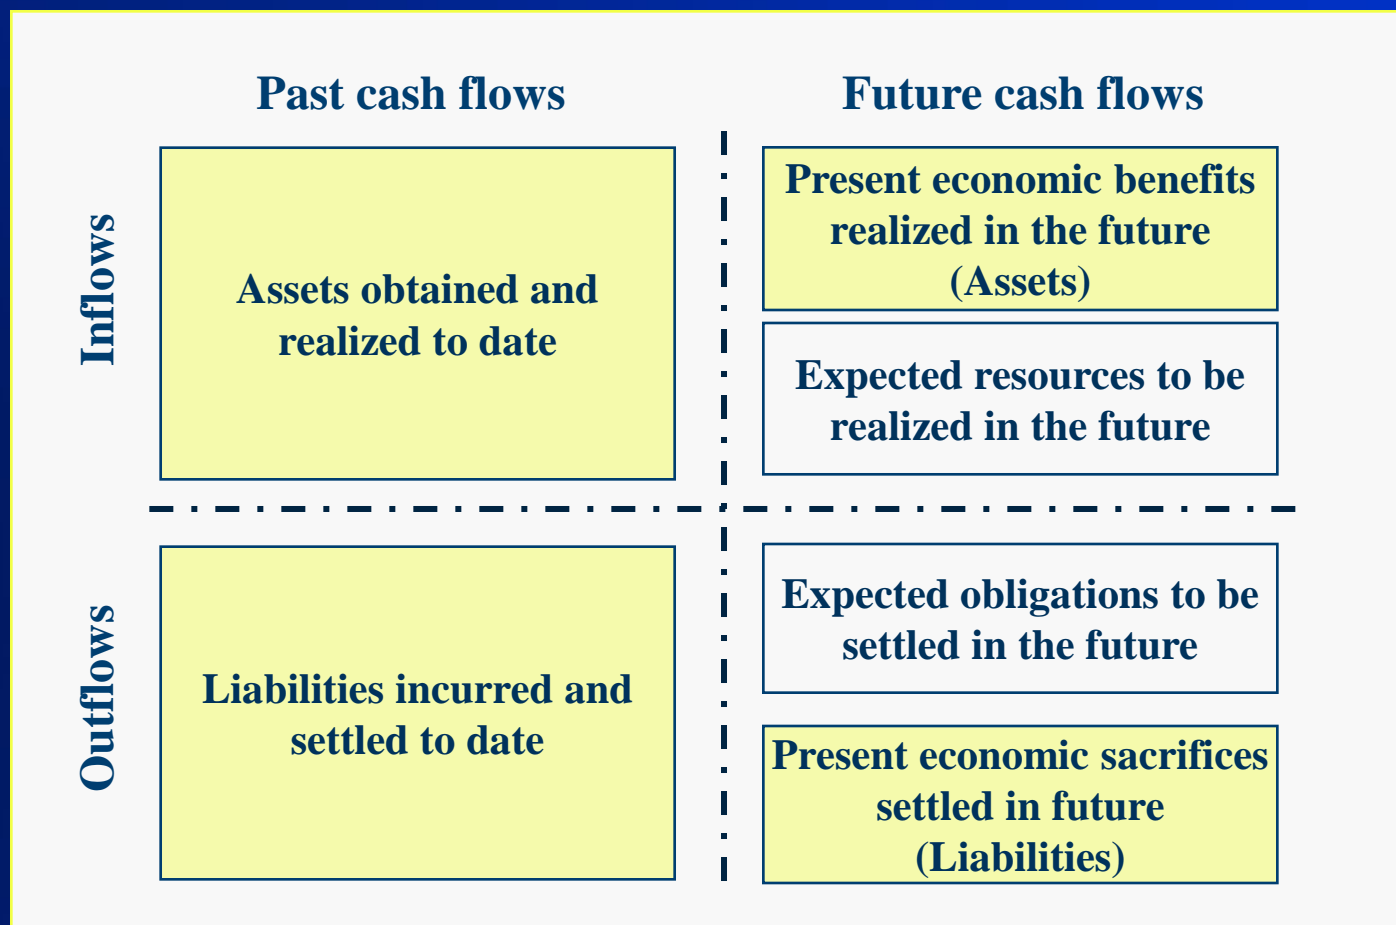 Past cash flows
Future cash flows
Inflows
Assets obtained and
realized to date
Present economic benefits
realized in the future
(Assets)
Expected resources to be
realized in the future
Outflows
Liabilities incurred and
settled to date
Expected obligations to be
settled in the future
Present economic sacrifices
settled in future
(Liabilities)